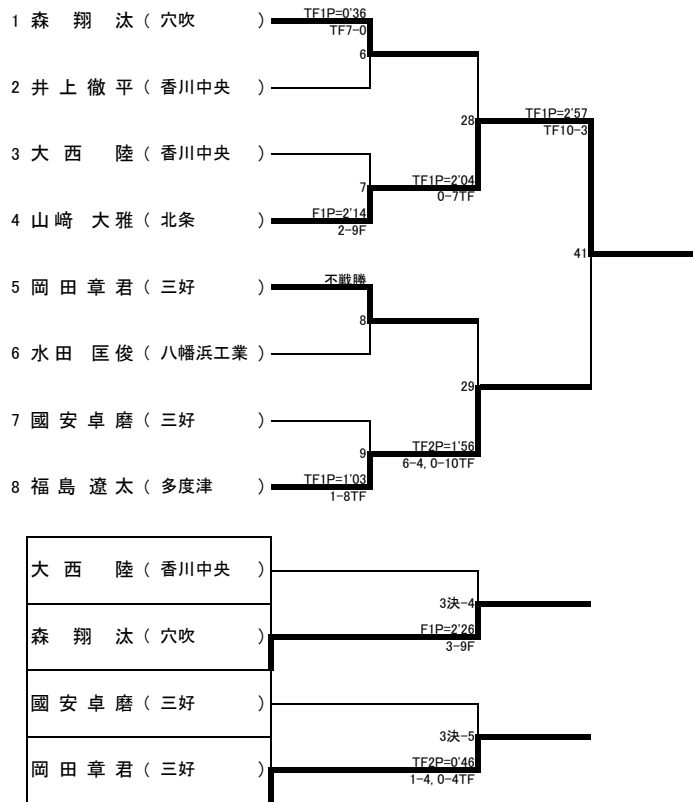 1 森 翔 汰 ( 穴吹 )
TF1P=0'36
TF7-0
6
2 井上徹平 ( 香川中央 )
28
TF1P=2'57
TF10-3
3 大西 陸 ( 香川中央 )
7
TF1P=2'04
0-7TF
4 山﨑 大雅 ( 北条 )
F1P=2'14
2-9F
41
5 岡田章君 ( 三好 )
不戦勝
8
6 水田 匡俊 ( 八幡浜工業 )
29
7 國安卓磨 ( 三好 )
9
TF2P=1'56
6-4, 0-10TF
8 福島遼太 ( 多度津 )
TF1P=1'03
1-8TF
大西 陸 ( 香川中央 )
3決-4
森 翔 汰 ( 穴吹 )
F1P=2'26
3-9F
國安卓磨 ( 三好 )
3決-5
岡田章君 ( 三好 )
TF2P=0'46
1-4, 0-4TF